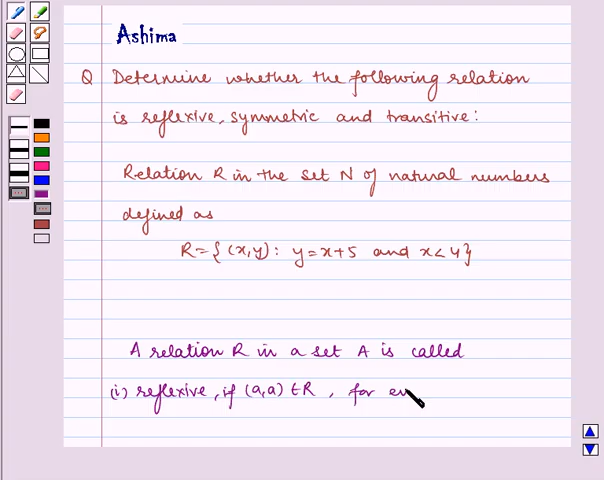 Ashima
Q Determine whether the following relation
is reflexive, symmetric and transitive:
Relation R in the set N of natural numbers
defined as
R={(x,y): y=x+5 and x<4}
A relation R in a set A is called
(i) reflexive, if (a,a) ∈ R, for ev